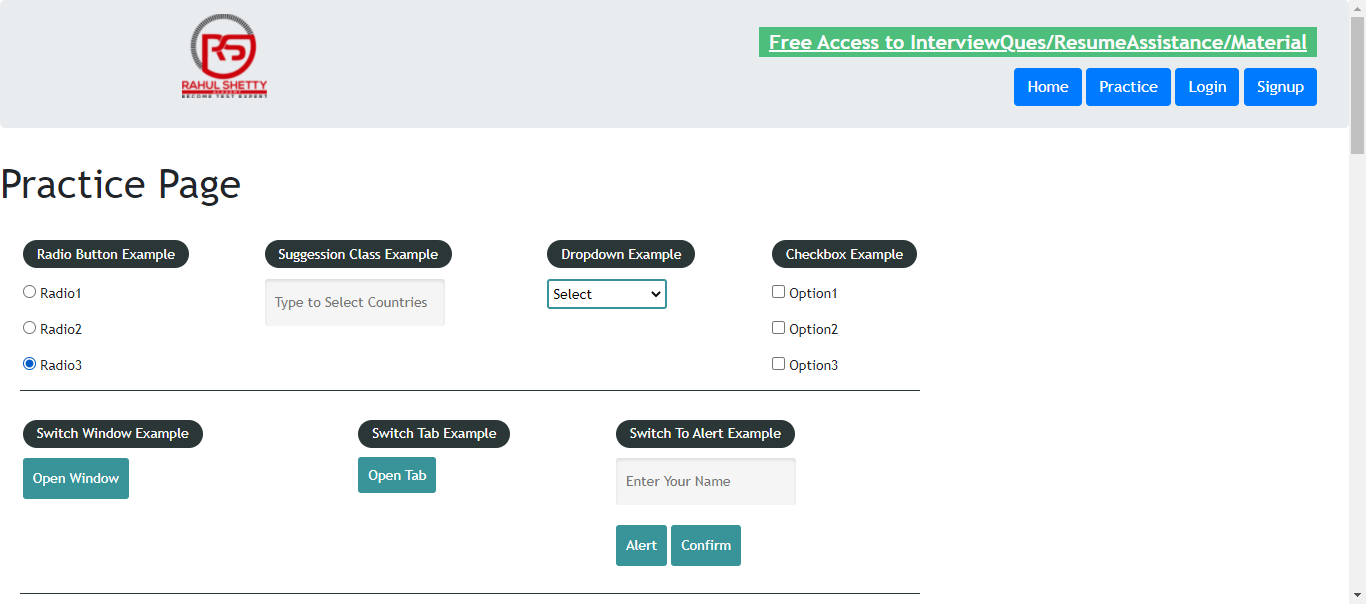 RS
RAHUL SHETTY
ACADEMY
BECOME TEST EXPERT
Free Access to InterviewQues/ResumeAssistance/Material
Home Practice Login Signup
Practice Page
Radio Button Example Suggession Class Example Dropdown Example Checkbox Example
Radio1 Type to Select Countries Select Option1
Radio2 Option2
Radio3 Option3
Switch Window Example Switch Tab Example Switch To Alert Example
Open Window Open Tab Enter Your Name
Alert Confirm